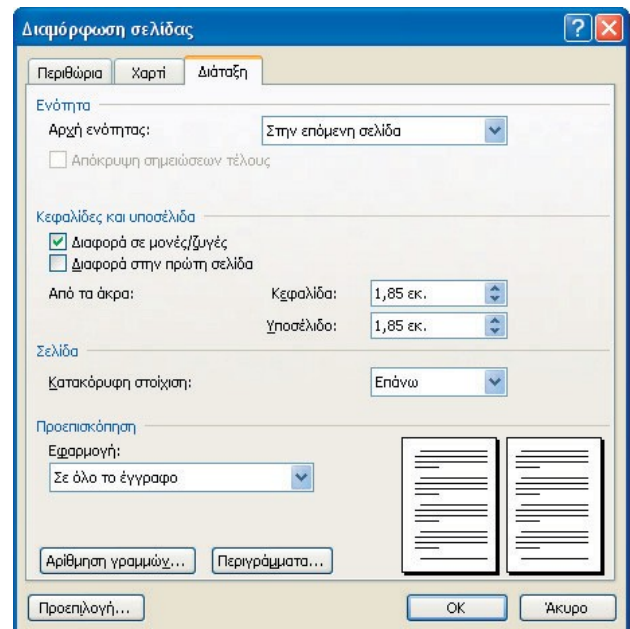 Διαμόρφωση σελίδας
Περιθώρια Χαρτί Διάταξη
Ενότητα
Αρχή ενότητας: Στην επόμενη σελίδα
Απόκρυψη σημειώσεων τέλους
Κεφαλίδες και υποσέλιδα
Διαφορά σε μονές/ζυγές
Διαφορά στην πρώτη σελίδα
Από τα άκρα: Κεφαλίδα: 1,85 εκ.
Υποσέλιδο: 1,85 εκ.
Σελίδα
Κατακόρυφη στοίχιση: Επάνω
Προεπισκόπηση
Εφαρμογή:
Σε όλο το έγγραφο
Αρίθμηση γραμμών... Περιγράμματα...
Προεπιλογή... OK Άκυρο